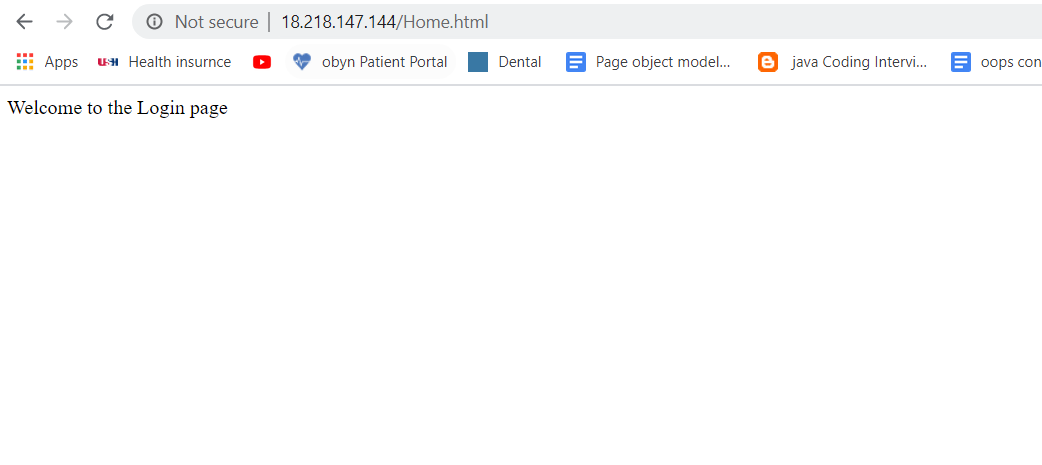 Not secure | 18.218.147.144/Home.html
Apps USH Health insurnce obyn Patient Portal Dental Page object model... java Coding Intervi... oops con
Welcome to the Login page